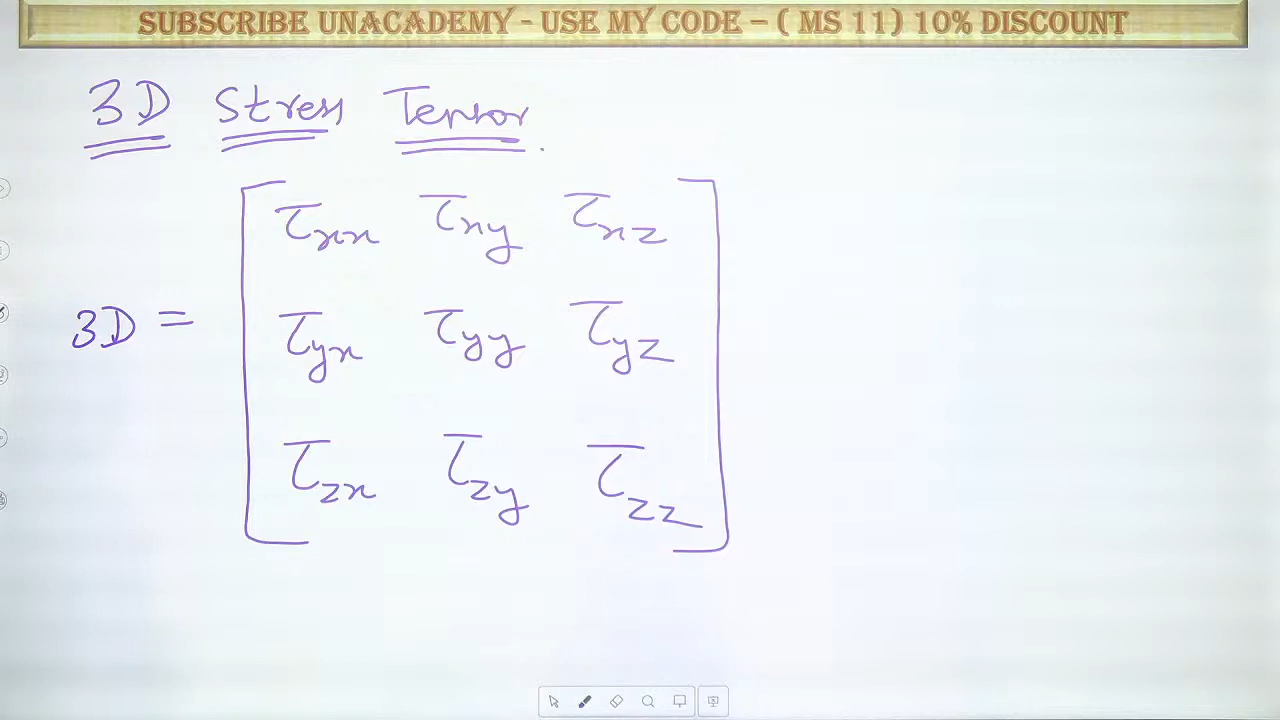 SUBSCRIBE UNACADEMY - USE MY CODE – ( MS 11) 10% DISCOUNT
3D Stress Tensor
τxx τxy τxz
3D =
τyx τyy τyz
τzx τzy τzz